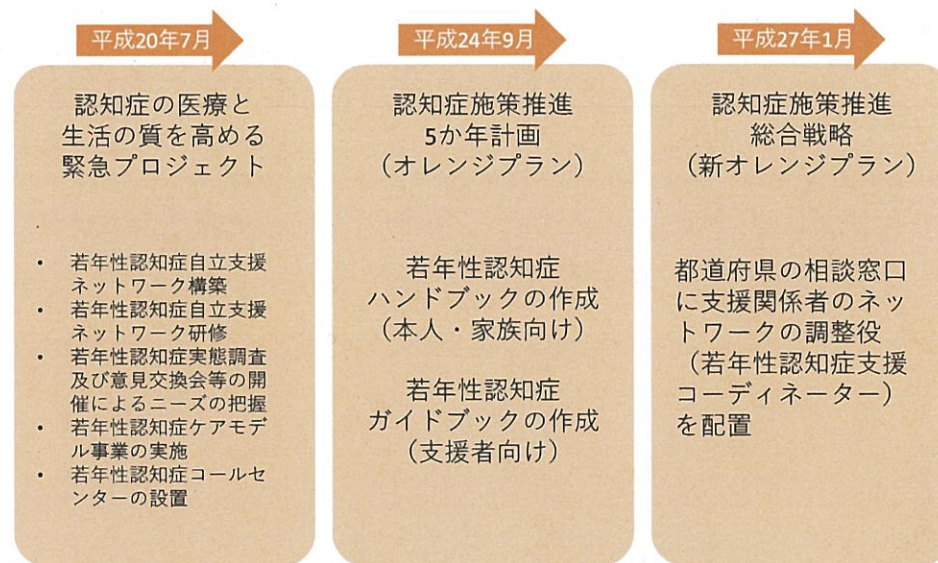 平成20年7月
認知症の医療と
生活の質を高める
緊急プロジェクト
・ 若年性認知症自立支援
ネットワーク構築
・ 若年性認知症自立支援
ネットワーク研修
・ 若年性認知症実態調査
及び意見交換会等の開
催によるニーズの把握
・ 若年性認知症ケアモデ
ル事業の実施
・ 若年性認知症コールセ
ンターの設置
平成24年9月
認知症施策推進
5か年計画
（オレンジプラン）
若年性認知症
ハンドブックの作成
（本人・家族向け）
若年性認知症
ガイドブックの作成
（支援者向け）
平成27年1月
認知症施策推進
総合戦略
（新オレンジプラン）
都道府県の相談窓口
に支援関係者のネッ
トワークの調整役
（若年性認知症支援
コーディネーター）
を配置